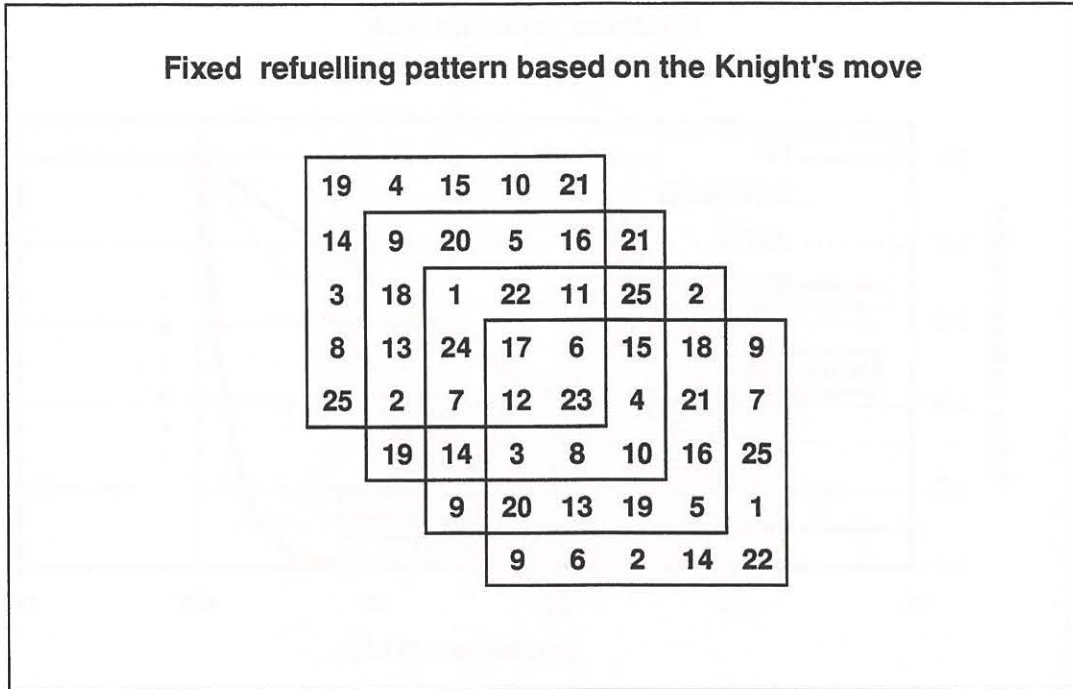 Fixed refuelling pattern based on the Knight's move
19 4 15 10 21
14 9 20 5 16 21
3 18 1 22 11 25 2
8 13 24 17 6 15 18 9
25 2 7 12 23 4 21 7
19 14 3 8 10 16 25
9 20 13 19 5 1
9 6 2 14 22